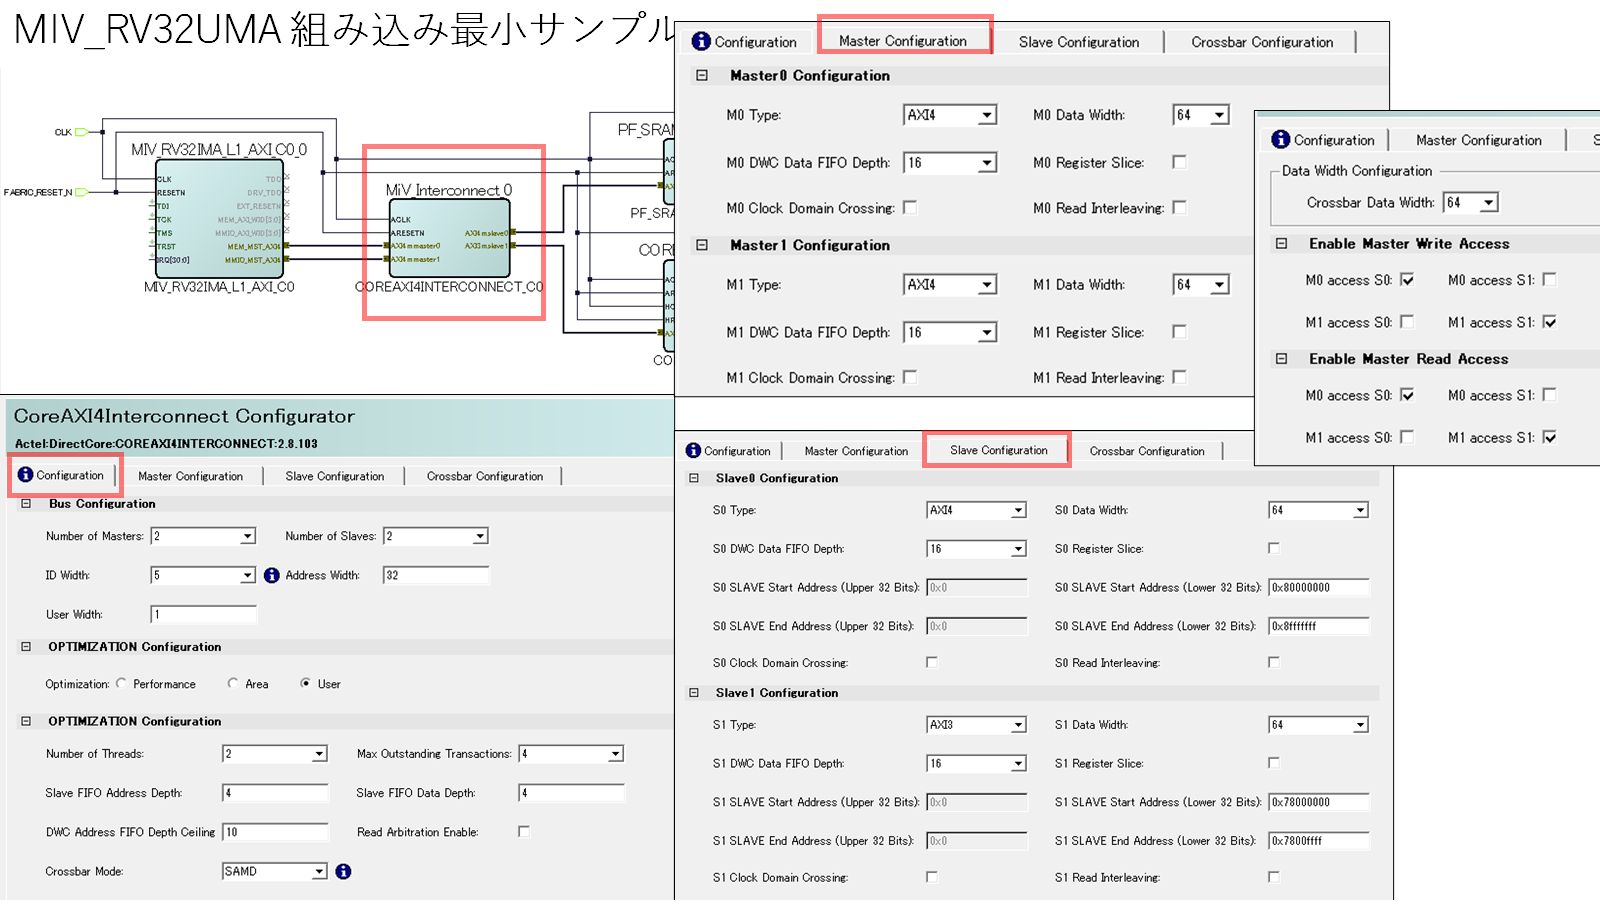 MIV_RV32UMA 組み込み最小サンプル
CLK
FABRIC_RESET_N
MIV_RV32IMA_L1_AXI_C0_0
CLK
RESETN
TDI
TCK
TMS
TRST
IRQ[30:0]
TDO
DRV_TDO
EXT_RESETN
MEM_AXI_WID[3:0]
MMIO_AXI_WID[3:0]
MEM_MST_AXI4
MMIO_MST_AXI4
MIV_RV32IMA_L1_AXI_C0
MiV_Interconnect_0
ACLK
ARESETN
AXI4mmaster0
AXI4mmaster1
AXI4mslave0
AXI3mslave1
COREAXI4INTERCONNECT_C0
PF_SRAM
PF_SRA
COR
CO
Configuration
Master Configuration
Slave Configuration
Crossbar Configuration
Master0 Configuration
M0 Type: AXI4 M0 Data Width: 64
M0 DWC Data FIFO Depth: 16 M0 Register Slice:
M0 Clock Domain Crossing: M0 Read Interleaving:
Master1 Configuration
M1 Type: AXI4 M1 Data Width: 64
M1 DWC Data FIFO Depth: 16 M1 Register Slice:
M1 Clock Domain Crossing: M1 Read Interleaving:
Configuration
Master Configuration
S
Data Width Configuration
Crossbar Data Width: 64
Enable Master Write Access
M0 access S0: M0 access S1:
M1 access S0: M1 access S1:
Enable Master Read Access
M0 access S0: M0 access S1:
M1 access S0: M1 access S1:
CoreAXI4Interconnect Configurator
Actel:DirectCore:COREAXI4INTERCONNECT:2.8.103
Configuration
Master Configuration
Slave Configuration
Crossbar Configuration
Bus Configuration
Number of Masters: 2 Number of Slaves: 2
ID Width: 5 Address Width: 32
User Width: 1
OPTIMIZATION Configuration
Optimization: Performance Area User
OPTIMIZATION Configuration
Number of Threads: 2 Max Outstanding Transactions: 4
Slave FIFO Address Depth: 4 Slave FIFO Data Depth: 4
DWC Address FIFO Depth Ceiling 10 Read Arbitration Enable:
Crossbar Mode: SAMD
Configuration
Master Configuration
Slave Configuration
Crossbar Configuration
Slave0 Configuration
S0 Type: AXI4 S0 Data Width: 64
S0 DWC Data FIFO Depth: 16 S0 Register Slice:
S0 SLAVE Start Address (Upper 32 Bits): 0x0 S0 SLAVE Start Address (Lower 32 Bits): 0x80000000
S0 SLAVE End Address (Upper 32 Bits): 0x0 S0 SLAVE End Address (Lower 32 Bits): 0x8fffffff
S0 Clock Domain Crossing: S0 Read Interleaving:
Slave1 Configuration
S1 Type: AXI3 S1 Data Width: 64
S1 DWC Data FIFO Depth: 16 S1 Register Slice:
S1 SLAVE Start Address (Upper 32 Bits): 0x0 S1 SLAVE Start Address (Lower 32 Bits): 0x78000000
S1 SLAVE End Address (Upper 32 Bits): 0x0 S1 SLAVE End Address (Lower 32 Bits): 0x7800ffff
S1 Clock Domain Crossing: S1 Read Interleaving: